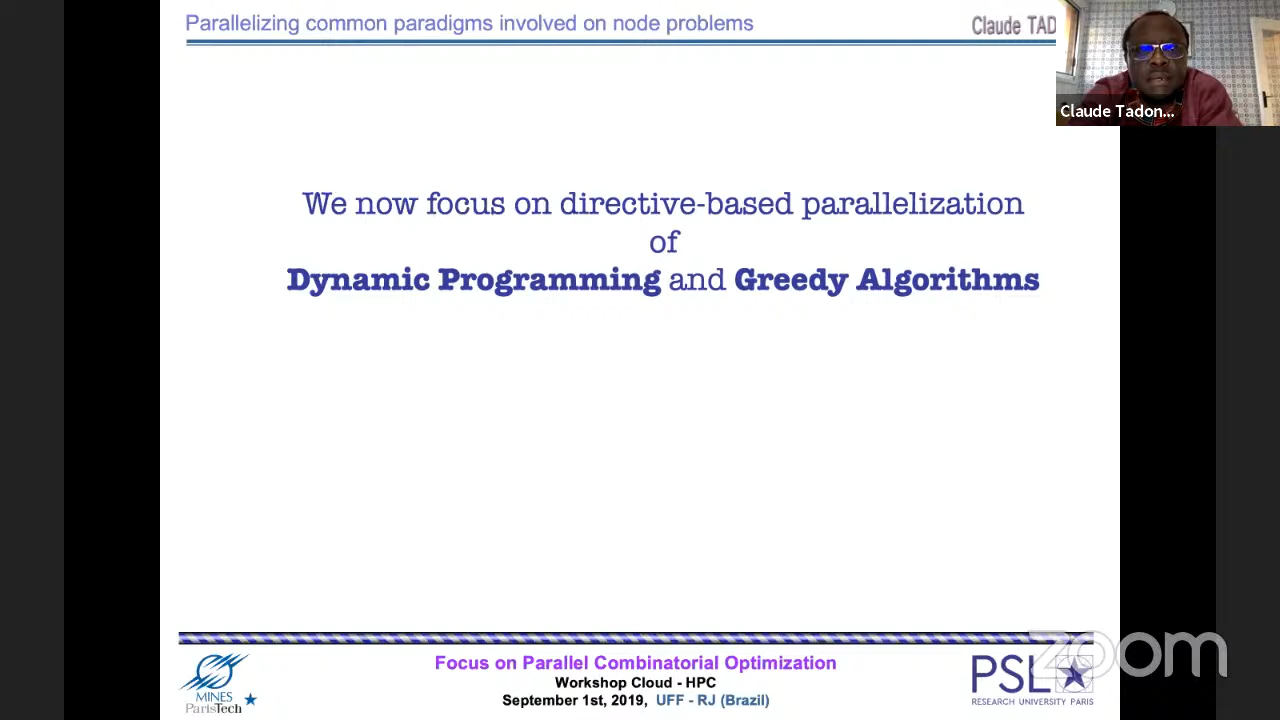 Parallelizing common paradigms involved on node problems
Claude TAD
Claude Tadon...
We now focus on directive-based parallelization
of
Dynamic Programming and Greedy Algorithms
Focus on Parallel Combinatorial Optimization
Workshop Cloud - HPC
September 1st, 2019, UFF - RJ (Brazil)
MINES
ParisTech
PSL
RESEARCH UNIVERSITY PARIS
zoom